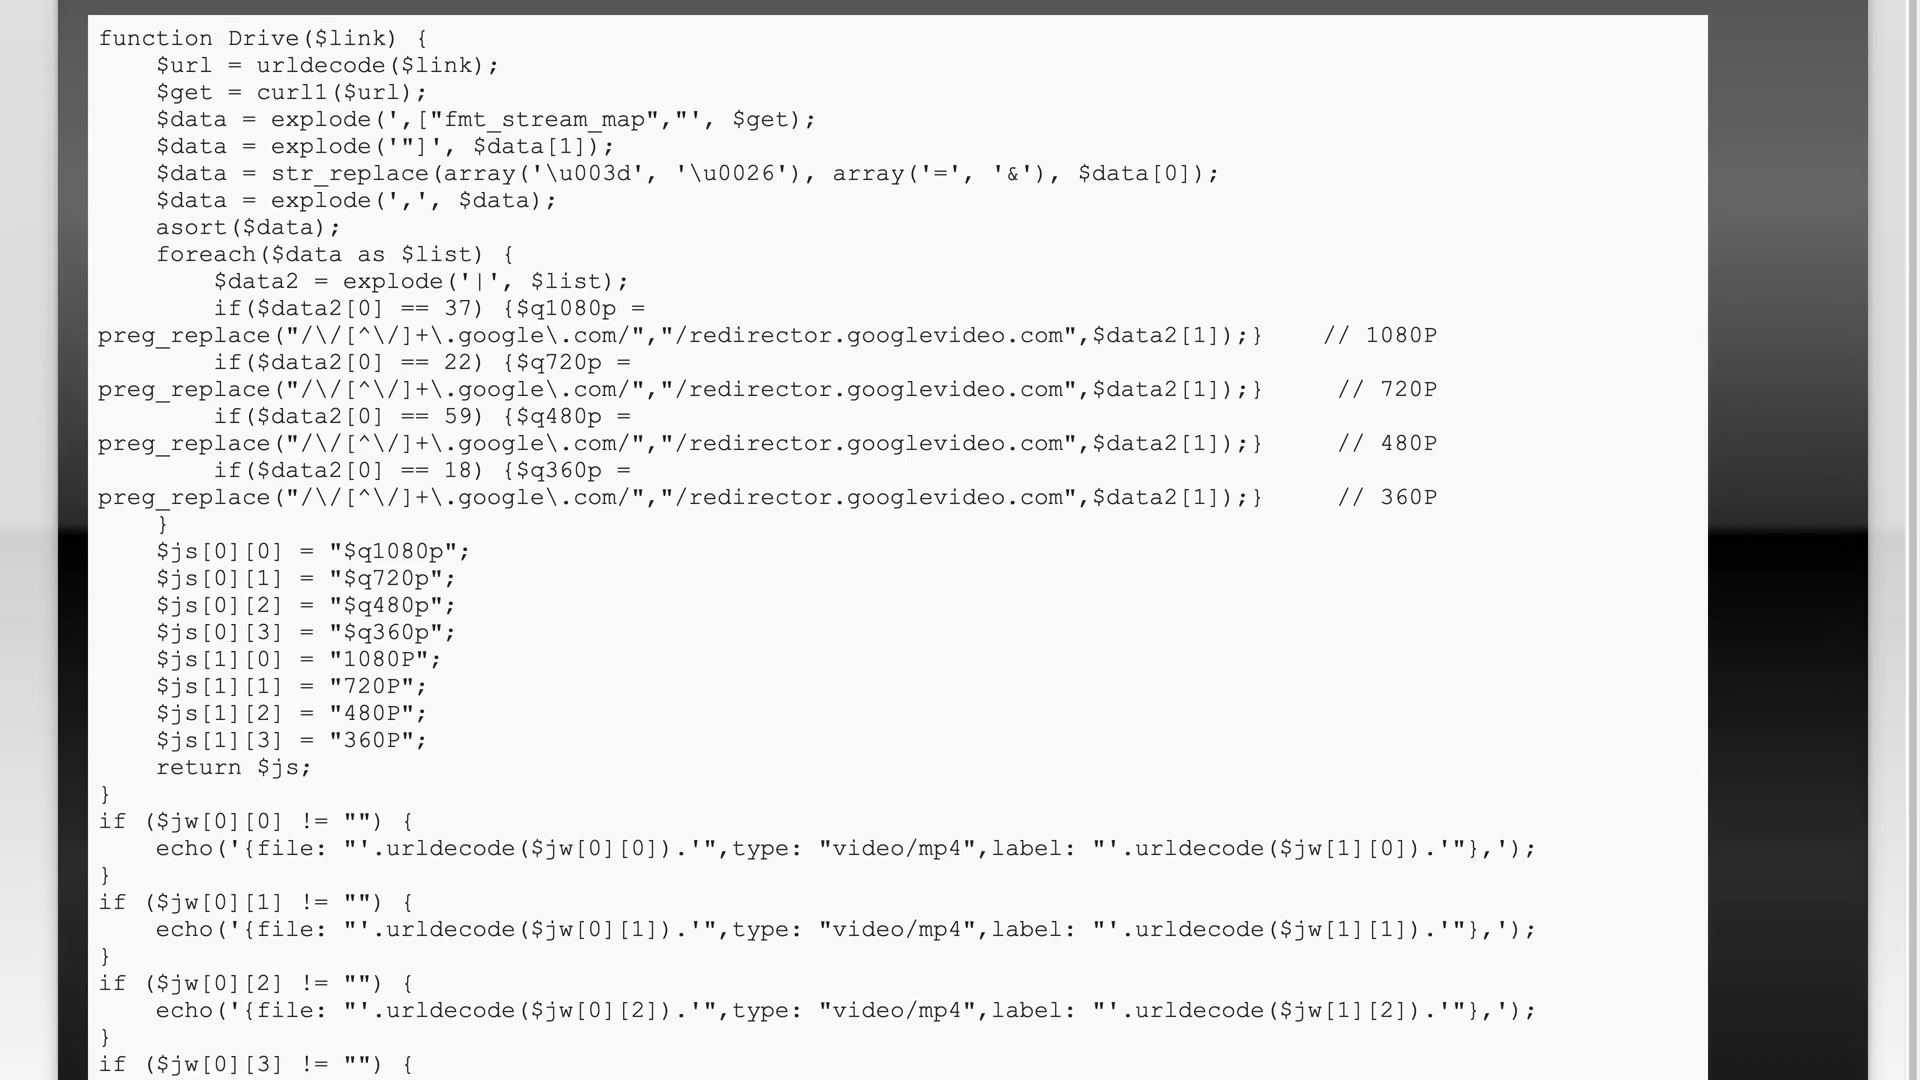 function Drive($link) {
    $url = urldecode($link);
    $get = curl1($url);
    $data = explode(',["fmt_stream_map","', $get);
    $data = explode('"]', $data[1]);
    $data = str_replace(array('\u003d', '\u0026'), array('=', '&'), $data[0]);
    $data = explode(',', $data);
    asort($data);
    foreach($data as $list) {
        $data2 = explode('|', $list);
        if($data2[0] == 37) {$q1080p =
preg_replace("/\/[^\/]+\.google\.com/","/redirector.googlevideo.com",$data2[1]);}    // 1080P
        if($data2[0] == 22) {$q720p =
preg_replace("/\/[^\/]+\.google\.com/","/redirector.googlevideo.com",$data2[1]);}     // 720P
        if($data2[0] == 59) {$q480p =
preg_replace("/\/[^\/]+\.google\.com/","/redirector.googlevideo.com",$data2[1]);}     // 480P
        if($data2[0] == 18) {$q360p =
preg_replace("/\/[^\/]+\.google\.com/","/redirector.googlevideo.com",$data2[1]);}     // 360P
    }
    $js[0][0] = "$q1080p";
    $js[0][1] = "$q720p";
    $js[0][2] = "$q480p";
    $js[0][3] = "$q360p";
    $js[1][0] = "1080P";
    $js[1][1] = "720P";
    $js[1][2] = "480P";
    $js[1][3] = "360P";
    return $js;
}
if ($jw[0][0] != "") {
    echo('{file: "'.urldecode($jw[0][0]).'",type: "video/mp4",label: "'.urldecode($jw[1][0]).'"},');
}
if ($jw[0][1] != "") {
    echo('{file: "'.urldecode($jw[0][1]).'",type: "video/mp4",label: "'.urldecode($jw[1][1]).'"},');
}
if ($jw[0][2] != "") {
    echo('{file: "'.urldecode($jw[0][2]).'",type: "video/mp4",label: "'.urldecode($jw[1][2]).'"},');
}
if ($jw[0][3] != "") {